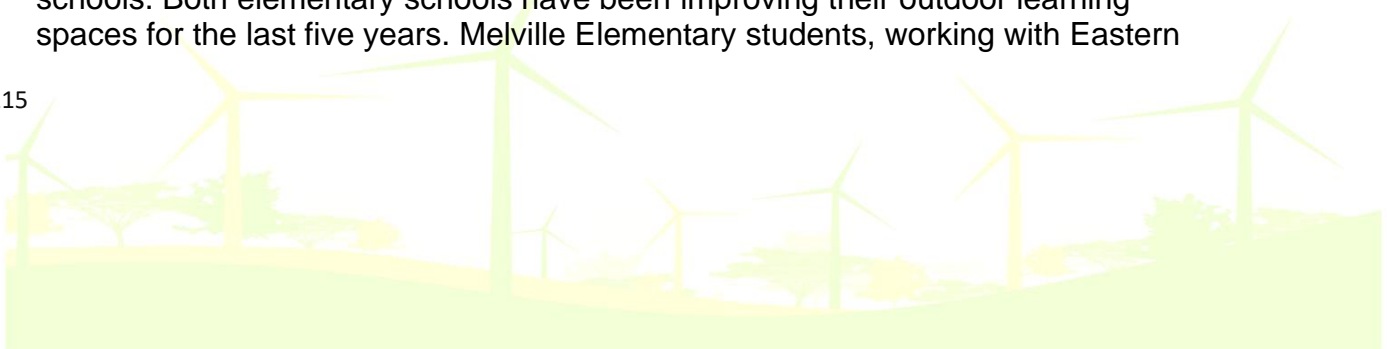 schools. Both elementary schools have been improving their outdoor learning
spaces for the last five years. Melville Elementary students, working with Eastern
15